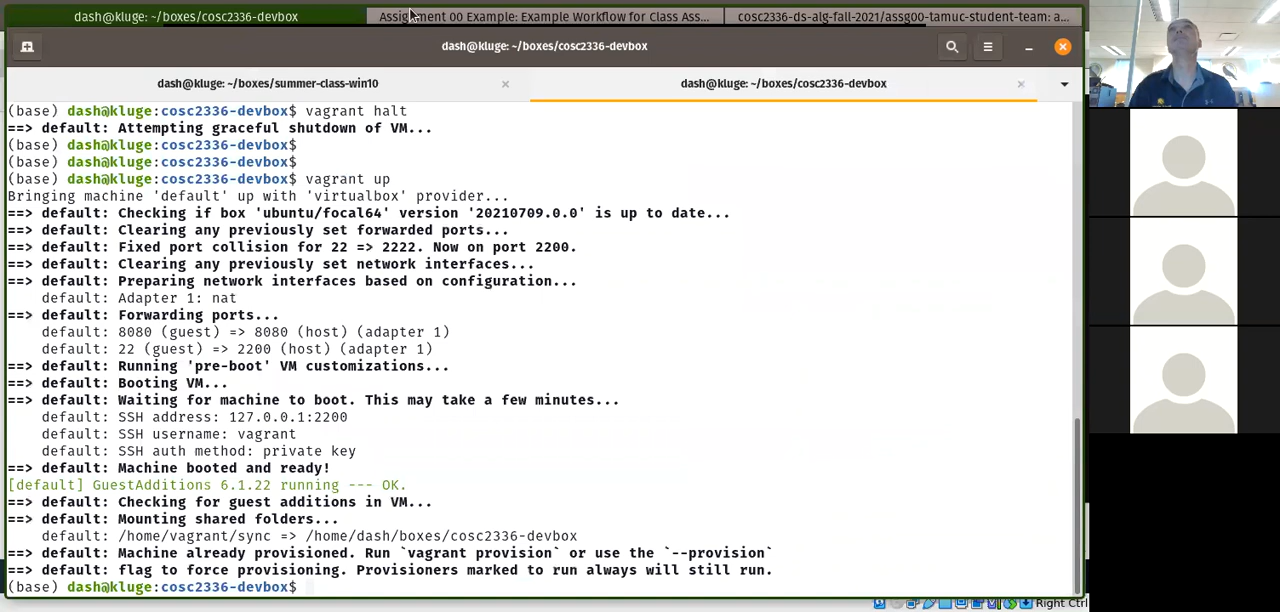 dash@kluge: ~/boxes/cosc2336-devbox
Assignment 00 Example: Example Workflow for Class Ass...
cosc2336-ds-alg-fall-2021/assg00-tamuc-student-team: a...
dash@kluge: ~/boxes/cosc2336-devbox
dash@kluge: ~/boxes/summer-class-win10
dash@kluge: ~/boxes/cosc2336-devbox
(base) dash@kluge:cosc2336-devbox$ vagrant halt
==> default: Attempting graceful shutdown of VM...
(base) dash@kluge:cosc2336-devbox$
(base) dash@kluge:cosc2336-devbox$
(base) dash@kluge:cosc2336-devbox$ vagrant up
Bringing machine 'default' up with 'virtualbox' provider...
==> default: Checking if box 'ubuntu/focal64' version '20210709.0.0' is up to date...
==> default: Clearing any previously set forwarded ports...
==> default: Fixed port collision for 22 => 2222. Now on port 2200.
==> default: Clearing any previously set network interfaces...
==> default: Preparing network interfaces based on configuration...
default: Adapter 1: nat
==> default: Forwarding ports...
default: 8080 (guest) => 8080 (host) (adapter 1)
default: 22 (guest) => 2200 (host) (adapter 1)
==> default: Running 'pre-boot' VM customizations...
==> default: Booting VM...
==> default: Waiting for machine to boot. This may take a few minutes...
default: SSH address: 127.0.0.1:2200
default: SSH username: vagrant
default: SSH auth method: private key
==> default: Machine booted and ready!
[default] GuestAdditions 6.1.22 running --- OK.
==> default: Checking for guest additions in VM...
==> default: Mounting shared folders...
default: /home/vagrant/sync => /home/dash/boxes/cosc2336-devbox
==> default: Machine already provisioned. Run `vagrant provision` or use the `--provision`
==> default: flag to force provisioning. Provisioners marked to run always will still run.
(base) dash@kluge:cosc2336-devbox$
Right Ctrl